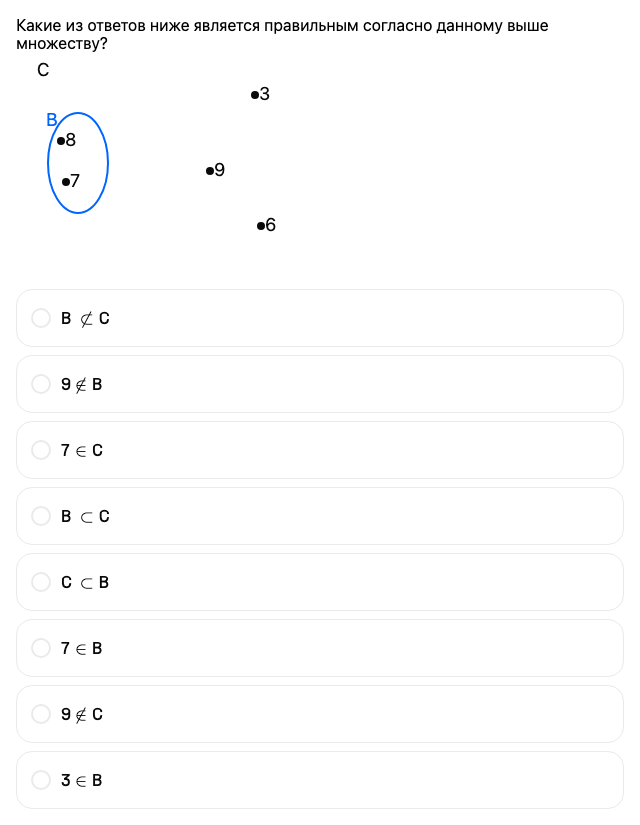 Какие из ответов ниже является правильным согласно данному выше
множеству?
C
3
B
8
9
7
6
B ⊄ C
9 ∉ B
7 ∈ C
B ⊂ C
C ⊂ B
7 ∈ B
9 ∉ C
3 ∈ B